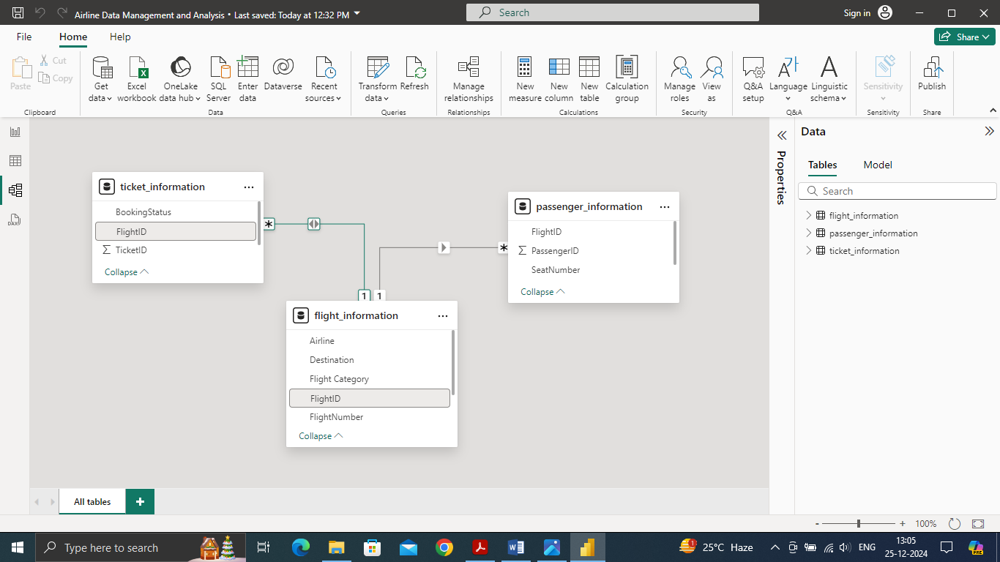 Airline Data Management and Analysis • Last saved: Today at 12:32 PM
Search
Sign in
File
Home
Help
Share
Paste
Cut
Copy
Clipboard
Get data
Excel workbook
OneLake data hub
SQL Server
Enter data
Dataverse
Recent sources
Data
Transform data
Refresh
Queries
Manage relationships
Relationships
New measure
New column
New table
Calculation group
Calculations
Manage roles
View as
Security
Q&A setup
Language
Linguistic schema
Q&A
Sensitivity
Sensitivity
Publish
Share
ticket_information
BookingStatus
FlightID
TicketID
Collapse
*
1
1
*
passenger_information
FlightID
PassengerID
SeatNumber
Collapse
flight_information
Airline
Destination
Flight Category
FlightID
FlightNumber
Collapse
Properties
Data
Tables
Model
Search
flight_information
passenger_information
ticket_information
All tables
+
- + 100%
Type here to search
25°C Haze
ENG
13:05
25-12-2024
PRE